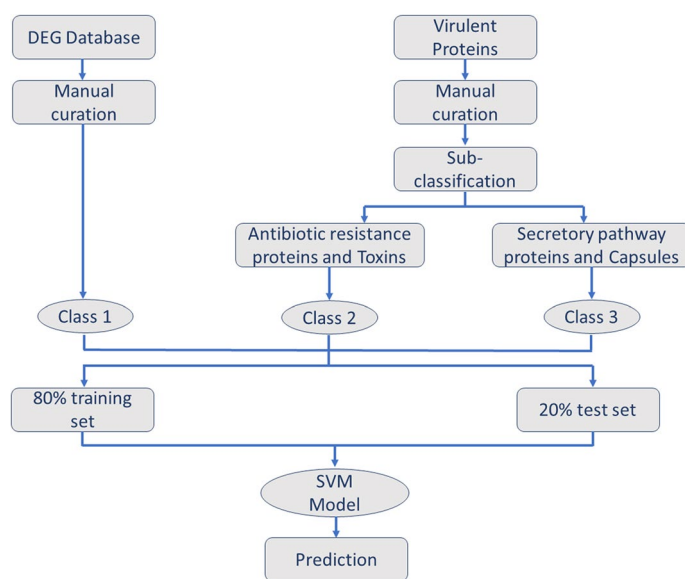 DEG Database
Virulent
Proteins
Manual
curation
Manual
curation
Sub-
classification
Antibiotic resistance
proteins and Toxins
Secretory pathway
proteins and Capsules
Class 1
Class 2
Class 3
80% training
set
20% test set
SVM
Model
Prediction